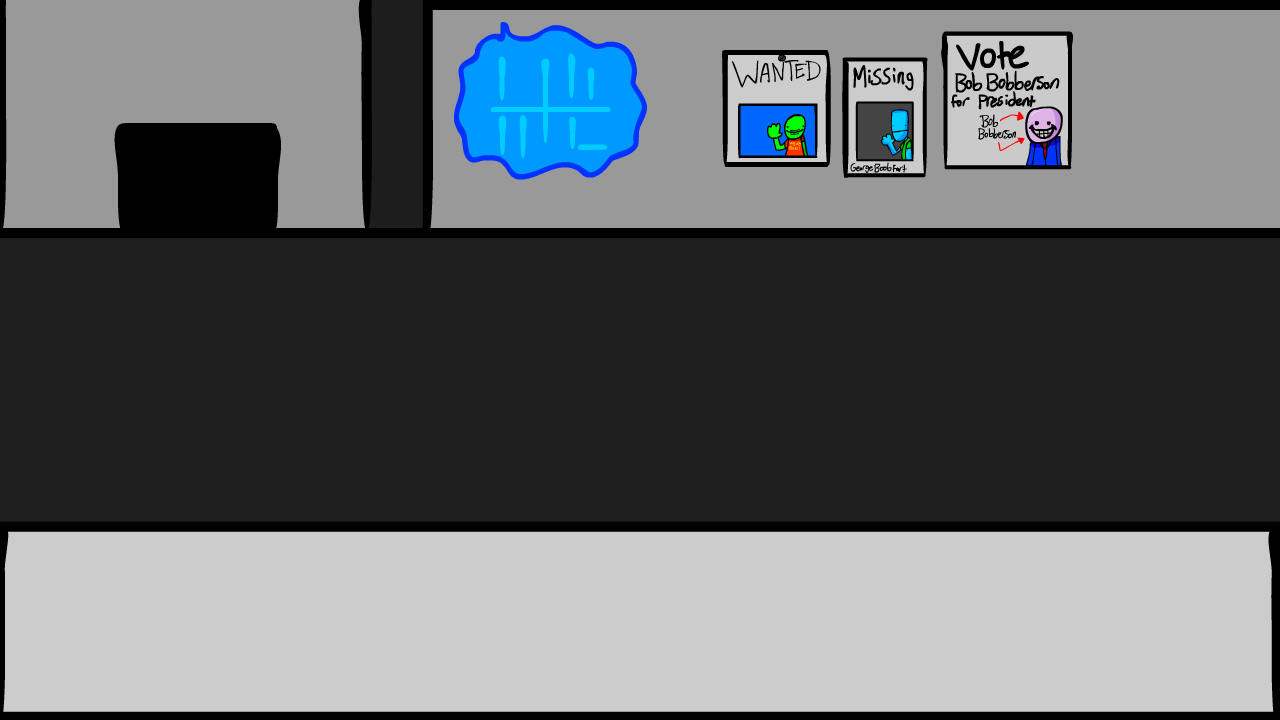 WANTED
Missing
George Boob Fart
Vote
Bob Bobberson
for President
Bob
Bobberson